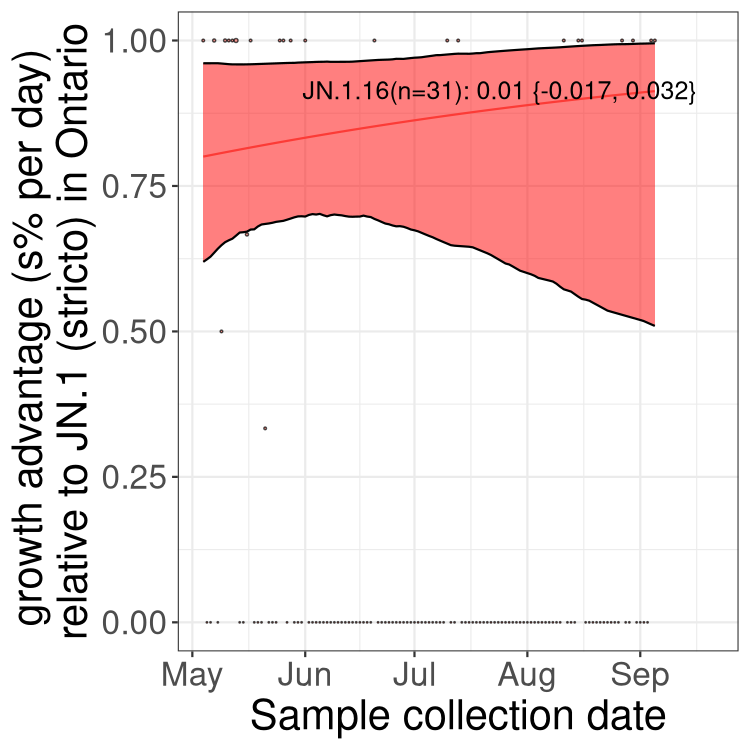 growth advantage (s% per day)
relative to JN.1 (stricto) in Ontario
1.00
0.75
0.50
0.25
0.00
JN.1.16(n=31): 0.01 {-0.017, 0.032}
May Jun Jul Aug Sep
Sample collection date